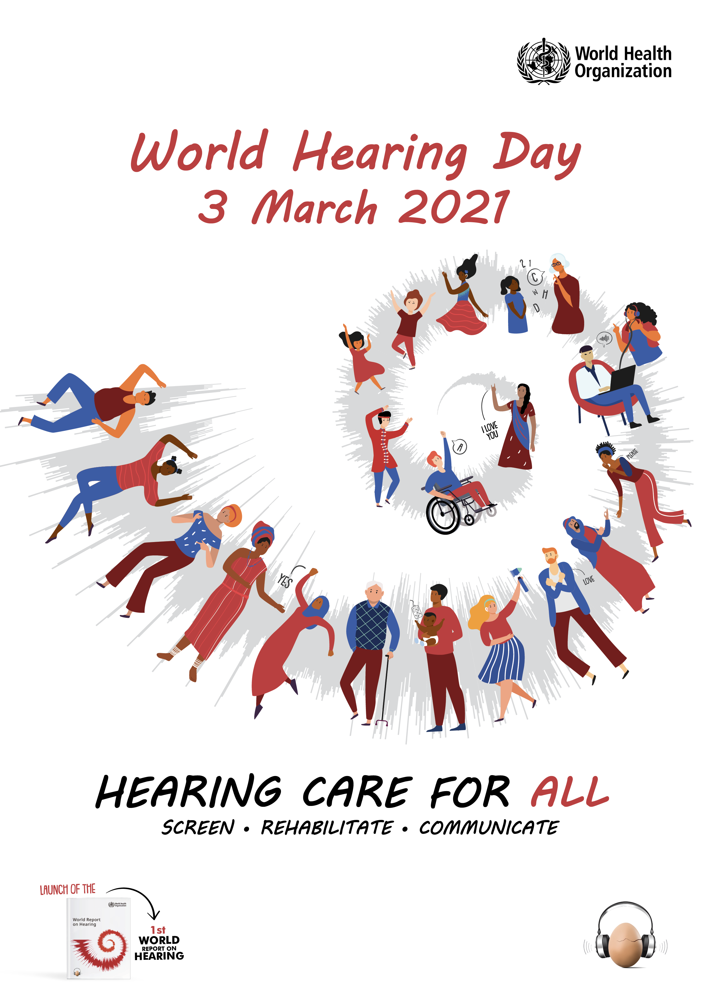 World Health
Organization
World Hearing Day
3 March 2021
2 1
C
W H
D
I LOVE
YOU
A
PLEASE
LOVE
YES
HEARING CARE FOR ALL
SCREEN • REHABILITATE • COMMUNICATE
LAUNCH OF THE
World Health
Organization
World Report
on Hearing
1st
WORLD
REPORT ON
HEARING